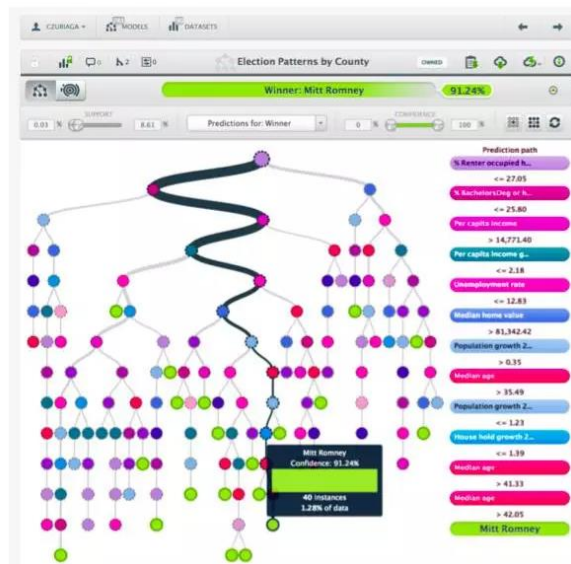 CZURIAGA
MODELS
DATASETS
Election Patterns by County
OWNED
Winner: Mitt Romney
91.24%
SUPPORT
CONFIDENCE
0.03 %
8.61 %
Predictions for: Winner
0 %
100 %
Prediction path
% Renter occupied h...
<= 27.05
% BachelorsDeg or h...
<= 25.80
Per capita income
> 14,771.40
Per capita income g...
<= 2.18
Unemployment rate
<= 12.83
Median home value
> 81,342.42
Population growth 2...
> 0.35
Median age
> 35.49
Population growth 2...
<= 1.23
House hold growth 2...
<= 1.39
Median age
> 41.33
Median age
> 42.05
Mitt Romney
Mitt Romney
Confidence: 91.24%
40 Instances
1.28% of data